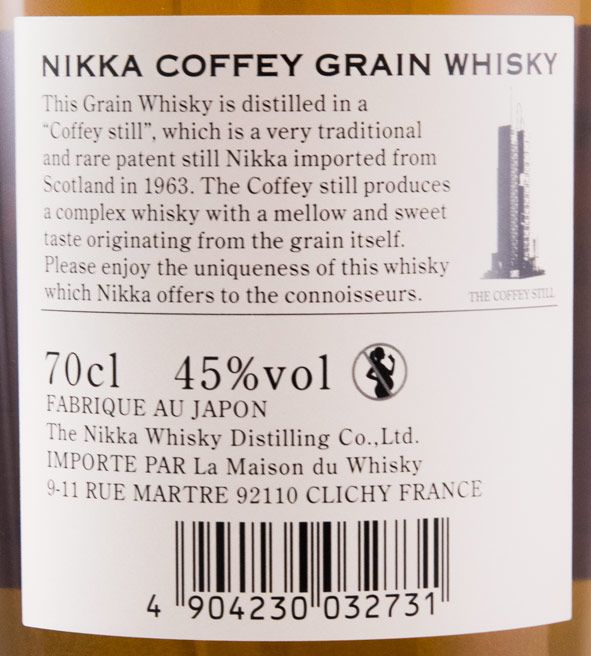 NIKKA COFFEY GRAIN WHISKY
This Grain Whisky is distilled in a
“Coffey still”, which is a very traditional
and rare patent still Nikka imported from
Scotland in 1963. The Coffey still produces
a complex whisky with a mellow and sweet
taste originating from the grain itself.
Please enjoy the uniqueness of this whisky
which Nikka offers to the connoisseurs.
THE COFFEY STILL
70cl 45%vol
FABRIQUE AU JAPON
The Nikka Whisky Distilling Co.,Ltd.
IMPORTE PAR La Maison du Whisky
9-11 RUE MARTRE 92110 CLICHY FRANCE
4 904230 032731